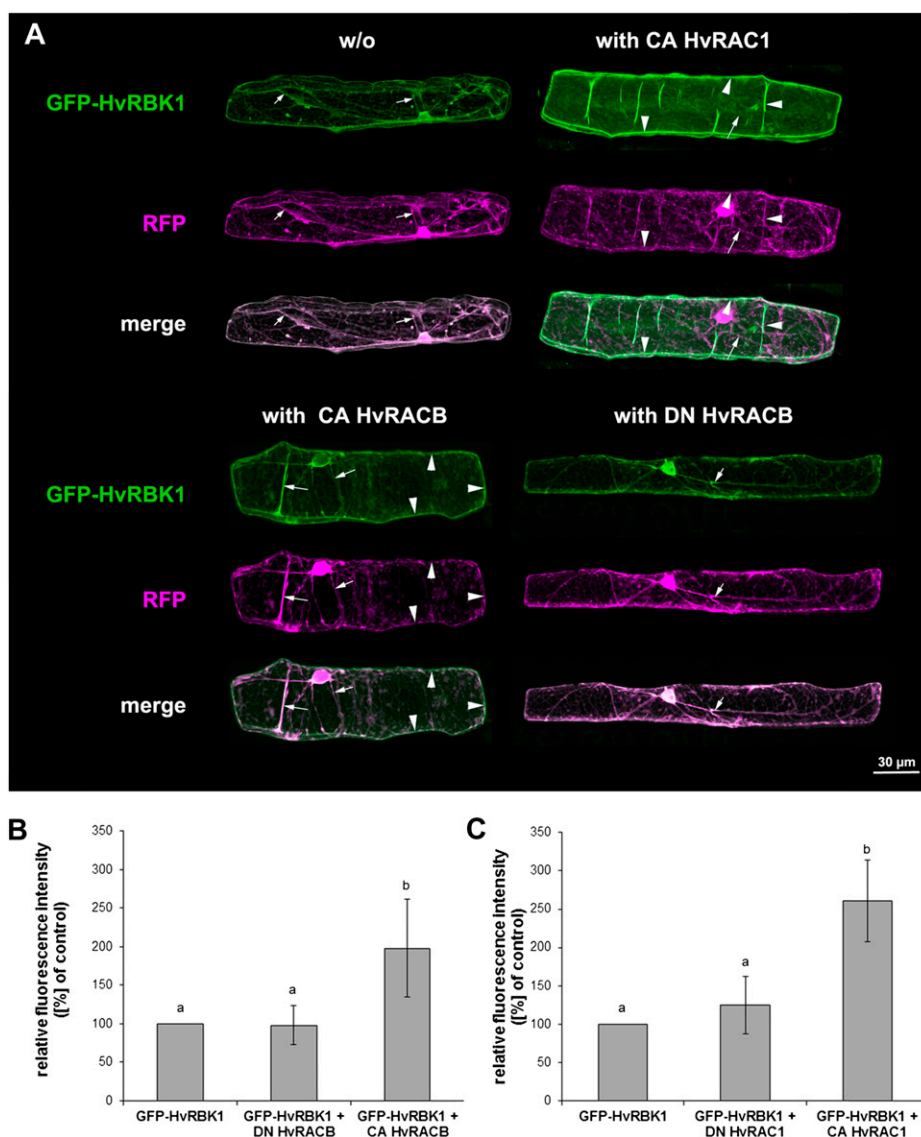 A
w/o
with CA HvRAC1
GFP-HvRBK1
RFP
merge
with CA HvRACB
with DN HvRACB
GFP-HvRBK1
RFP
merge
30 µm
B
relative fluorescence intensity
([%] of control)
350
300
250
200
150
100
50
0
a
a
b
GFP-HvRBK1
GFP-HvRBK1 +
DN HvRACB
GFP-HvRBK1 +
CA HvRACB
C
relative fluorescence intensity
([%] of control)
350
300
250
200
150
100
50
0
a
a
b
GFP-HvRBK1
GFP-HvRBK1 +
DN HvRAC1
GFP-HvRBK1 +
CA HvRAC1